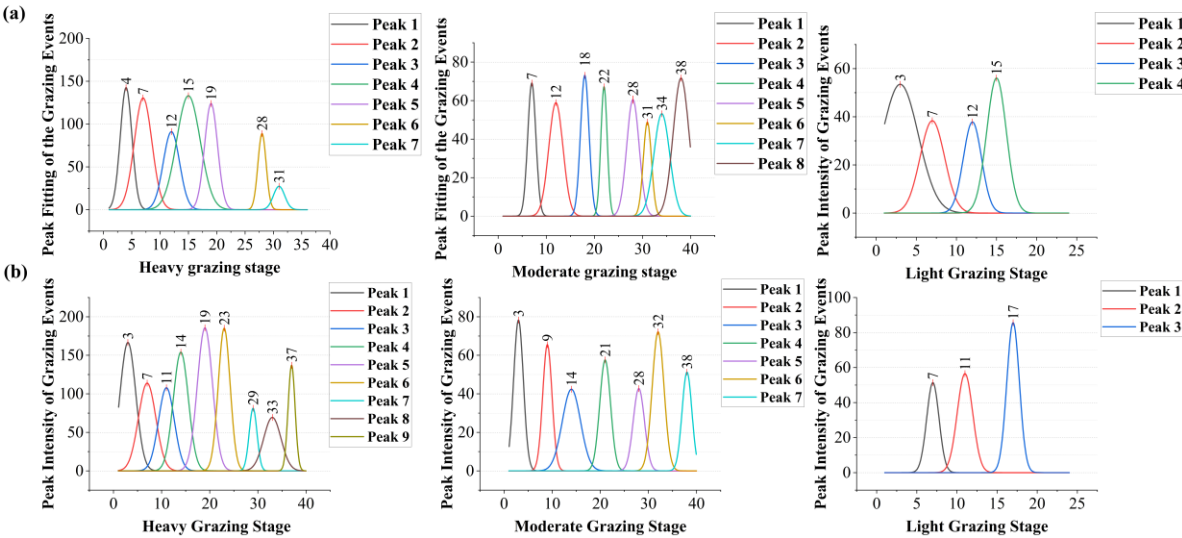 (a)
Peak Fitting of the Grazing Events
200
150
100
50
0
4
7
12
15
19
28
31
0 5 10 15 20 25 30 35 40
Heavy grazing stage
Peak 1
Peak 2
Peak 3
Peak 4
Peak 5
Peak 6
Peak 7
Peak Fitting of the Grazing Events
80
60
40
20
0
7
12
18
22
28
31
34
38
0 10 20 30 40
Moderate grazing stage
Peak 1
Peak 2
Peak 3
Peak 4
Peak 5
Peak 6
Peak 7
Peak 8
Peak Intensity of Grazing Events
60
40
20
0
3
7
12
15
0 5 10 15 20 25
Light Grazing Stage
Peak 1
Peak 2
Peak 3
Peak 4
(b)
Peak Intensity of Grazing Events
200
150
100
50
0
3
7
11
14
19
23
29
33
37
0 10 20 30 40
Heavy Grazing Stage
Peak 1
Peak 2
Peak 3
Peak 4
Peak 5
Peak 6
Peak 7
Peak 8
Peak 9
Peak Intensity of Grazing Events
80
60
40
20
0
3
9
14
21
28
32
38
0 10 20 30 40
Moderate Grazing Stage
Peak 1
Peak 2
Peak 3
Peak 4
Peak 5
Peak 6
Peak 7
Peak Intensity of Grazing Events
100
80
60
40
20
0
7
11
17
0 5 10 15 20 25
Light Grazing Stage
Peak 1
Peak 2
Peak 3